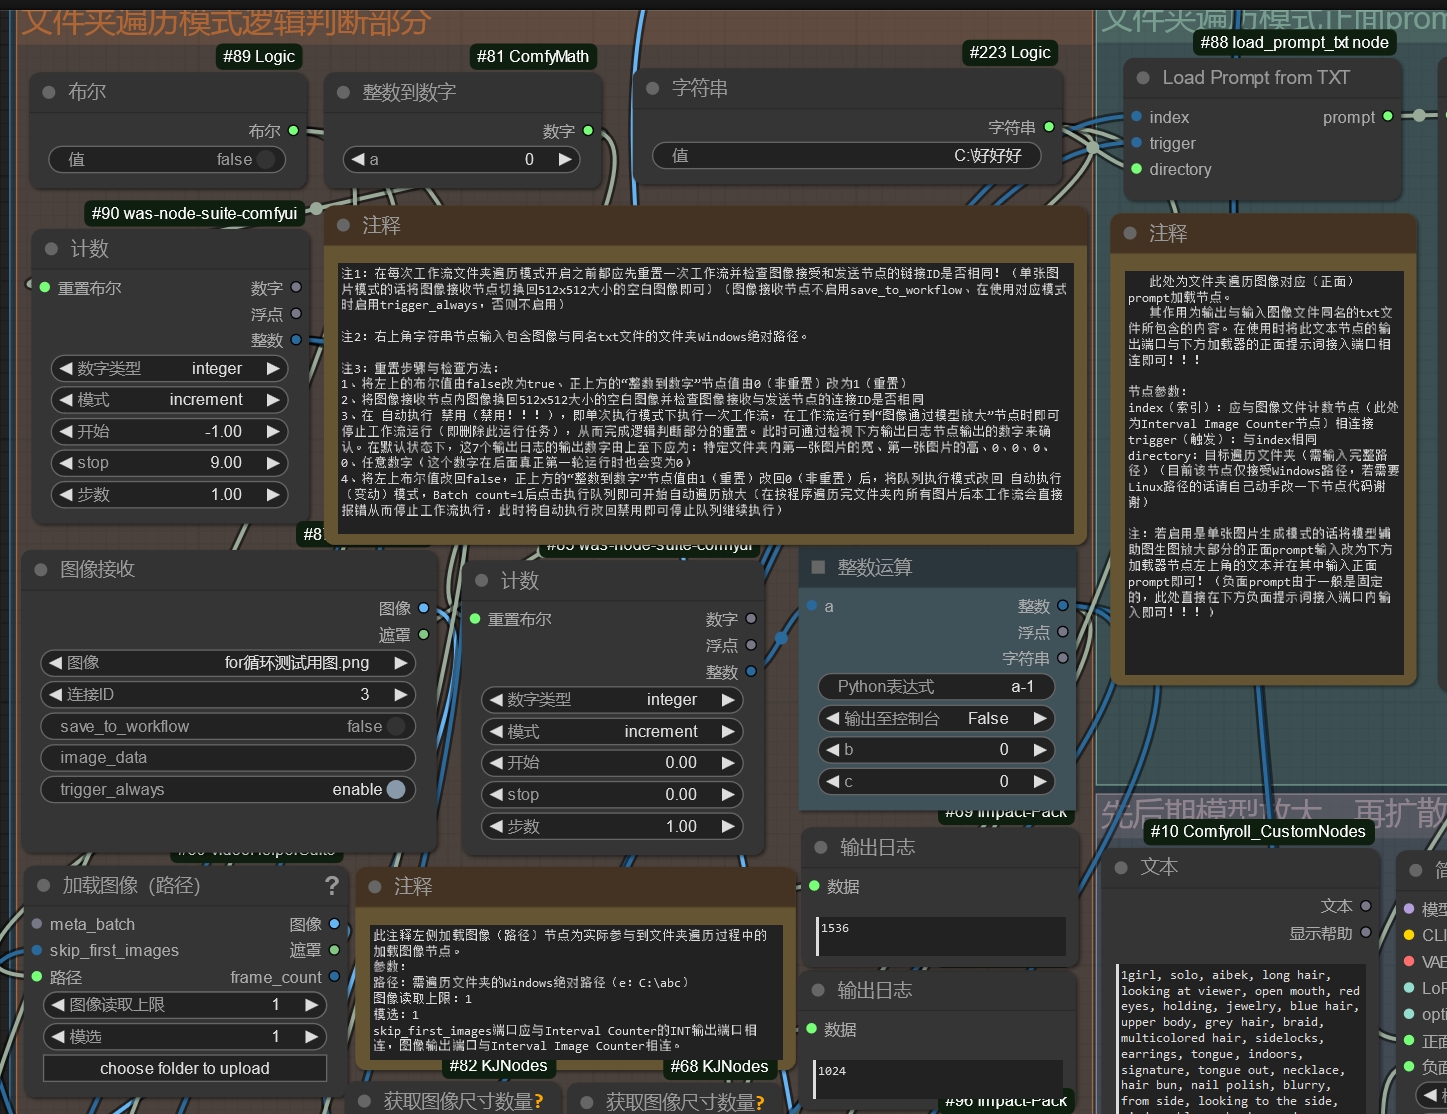 文件夹遍历模式逻辑判断部分
#89 Logic
布尔
布尔
值 false
#81 ComfyMath
整数到数字
数字
a 0
#223 Logic
字符串
字符串
值 C:\好好好
#88 load_prompt_txt node
Load Prompt from TXT
index prompt
trigger
directory
#90 was-node-suite-comfyui
计数
重置布尔 数字
浮点
整数
数字类型 integer
模式 increment
开始 -1.00
stop 9.00
步数 1.00
注释
注1：在每次工作流文件夹遍历模式开启之前都应先重置一次工作流并检查图像接受和发送节点的链接ID是否相同！（单张图
片模式的话将图像接收节点切换回512x512大小的空白图像即可）（图像接收节点不启用save_to_workflow、在使用对应模式
时启用trigger_always，否则不启用）
注2：右上角字符串节点输入包含图像与同名txt文件的文件夹Windows绝对路径。
注3：重置步骤与检查方法：
1、将左上的布尔值由false改为true、正上方的“整数到数字”节点值由0（非重置）改为1（重置）
2、将图像接收节点内图像换回512x512大小的空白图像并检查图像接收与发送节点的连接ID是否相同
3、在 自动执行 禁用（禁用！！！），即单次执行模式下执行一次工作流，在工作流运行到“图像通过模型放大”节点时即可
停止工作流运行（即删除此运行任务），从而完成逻辑判断部分的重置。此时可通过检视下方输出日志节点输出的数字来确
认。在默认状态下，这7个输出日志的输出数字由上至下应为：特定文件夹内第一张图片的宽、第一张图片的高、0、0、0、
0、任意数字（这个数字在后面真正第一轮运行时也会变为0）
4、将左上布尔值改回false，正上方的“整数到数字”节点值由1（重置）改回0（非重置）后，将队列执行模式改回 自动执行
（变动）模式，Batch count=1后点击执行队列即可开始自动遍历放大（在按程序遍历完文件夹内所有图片后本工作流会直接
报错从而停止工作流执行，此时将自动执行改回禁用即可停止队列继续执行）
注释
此处为文件夹遍历图像对应（正面）
prompt加载节点。
其作用为输出与输入图像文件同名的txt文
件所包含的内容。在使用时将此文本节点的输
出端口与下方加载器的正面提示词接入端口相
连即可！！！
节点参数：
index（索引）：应与图像文件计数节点（此处
为Interval Image Counter节点）相连接
trigger（触发）：与index相同
directory：目标遍历文件夹（需输入完整路
径）（目前该节点仅接受Windows路径，若需要
Linux路径的话请自己动手改一下节点代码谢
谢）
注：若启用是单张图片生成模式的话将模型辅
助图生图放大部分的正面prompt输入改为下方
加载器节点左上角的文本并在其中输入正面
prompt即可！（负面prompt由于一般是固定
的，此处直接在下方负面提示词接入端口内输
入即可！！！）
图像接收
图像
遮罩
图像 for循环测试用图.png
连接ID 3
save_to_workflow false
image_data
trigger_always enable
计数
重置布尔 数字
浮点
整数
数字类型 integer
模式 increment
开始 0.00
stop 0.00
步数 1.00
整数运算
a 整数
浮点
字符串
Python表达式 a-1
输出至控制台 False
b 0
c 0
#69 Impact-Pack
输出日志
数据
1536
输出日志
数据
1024
#96 Impact-Pack
加载图像（路径） ?
meta_batch 图像
skip_first_images 遮罩
路径 frame_count
图像读取上限 1
模选 1
choose folder to upload
注释
此注释左侧加载图像（路径）节点为实际参与到文件夹遍历过程中的
加载图像节点。
参数：
路径：需遍历文件夹的Windows绝对路径（e：C:\abc）
图像读取上限：1
模选：1
skip_first_images端口应与Interval Counter的INT输出端口相
连，图像输出端口与Interval Image Counter相连。
#82 KJNodes
获取图像尺寸数量?
#68 KJNodes
获取图像尺寸数量?
先后期模型放大，再扩散
#10 Comfyroll_CustomNodes
文本
文本
显示帮助
1girl, solo, aibek, long hair,
looking at viewer, open mouth, red
eyes, holding, jewelry, blue hair,
upper body, grey hair, braid,
multicolored hair, sidelocks,
earrings, tongue, indoors,
signature, tongue out, necklace,
hair bun, nail polish, blurry,
from side, looking to the side,
简
模型
CLI
VAE
LoR
opti
正面
负面